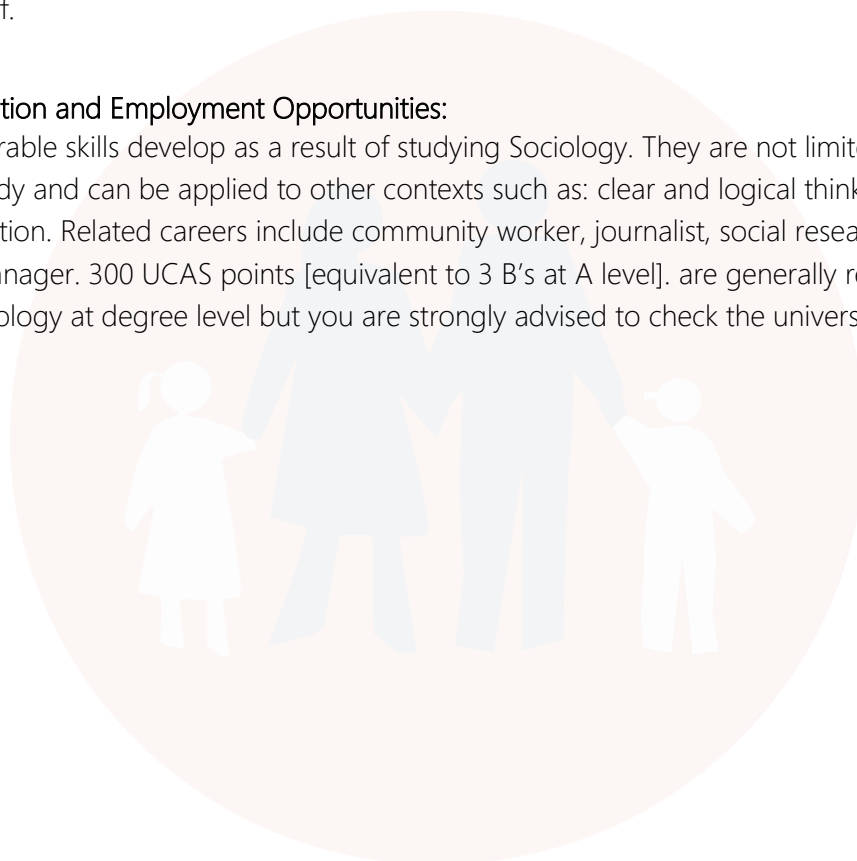 f.
tion and Employment Opportunities:
rable skills develop as a result of studying Sociology. They are not limite
dy and can be applied to other contexts such as: clear and logical think
tion. Related careers include community worker, journalist, social resea
nager. 300 UCAS points [equivalent to 3 B's at A level]. are generally re
ology at degree level but you are strongly advised to check the univers